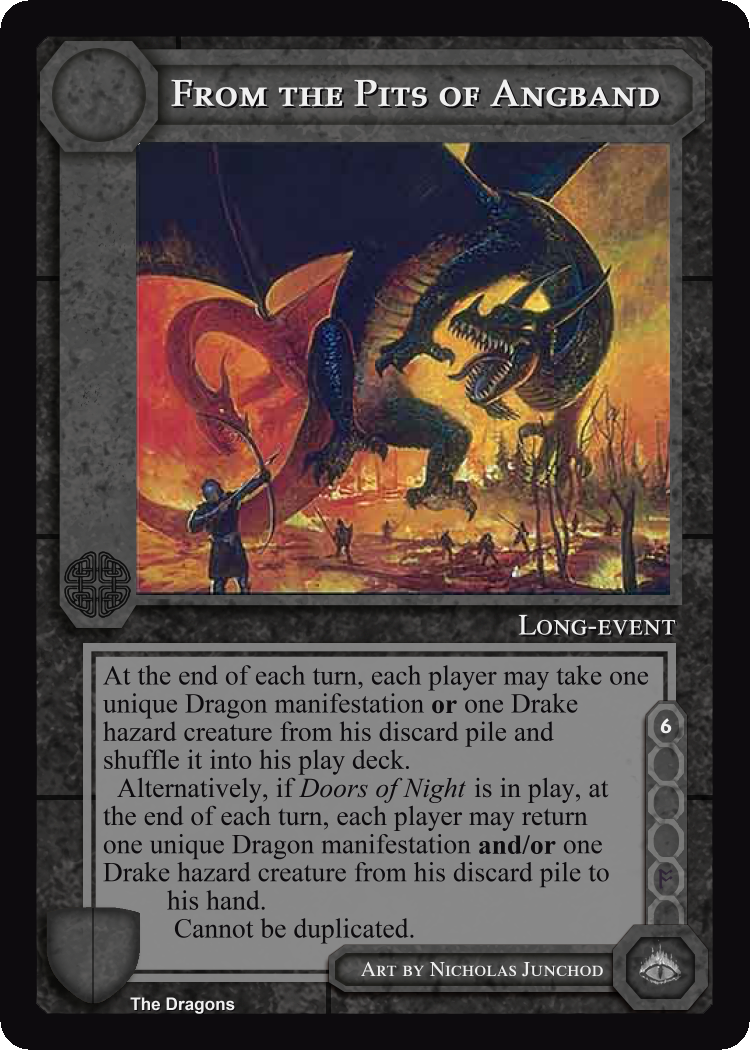 From the Pits of Angband
Long-event
At the end of each turn, each player may take one
unique Dragon manifestation or one Drake
hazard creature from his discard pile and
shuffle it into his play deck.
Alternatively, if Doors of Night is in play, at
the end of each turn, each player may return
one unique Dragon manifestation and/or one
Drake hazard creature from his discard pile to
his hand.
Cannot be duplicated.
6
Art by Nicholas Junchod
The Dragons